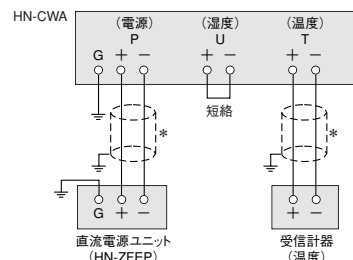 HN-CWA
(電源) (湿度) (温度)
P U T
G + − + − + −
短絡
* *
G + − + −
直流電源ユニット 受信計器
(HN-ZEEP) (温度)